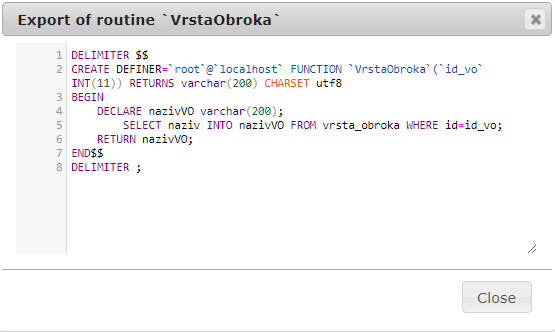 Export of routine `VrstaObroka`
1 DELIMITER $$
2 CREATE DEFINER=`root`@`localhost` FUNCTION `VrstaObroka`(`id_vo`
INT(11)) RETURNS varchar(200) CHARSET utf8
3 BEGIN
4 DECLARE nazivVO varchar(200);
5 SELECT naziv INTO nazivVO FROM vrsta_obroka WHERE id=id_vo;
6 RETURN nazivVO;
7 END$$
8 DELIMITER ;
Close